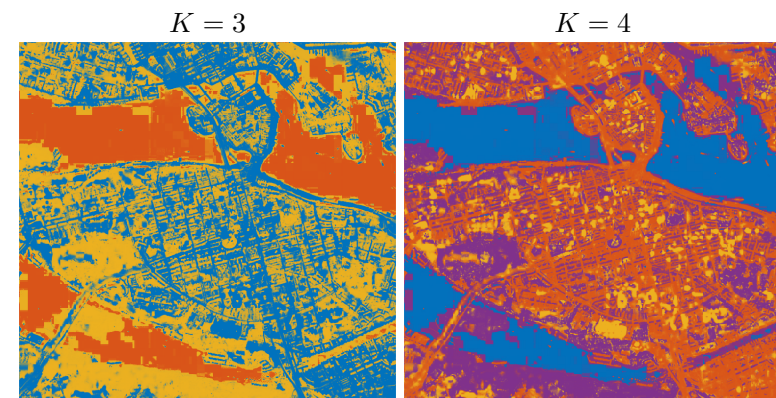 K = 3
K = 4